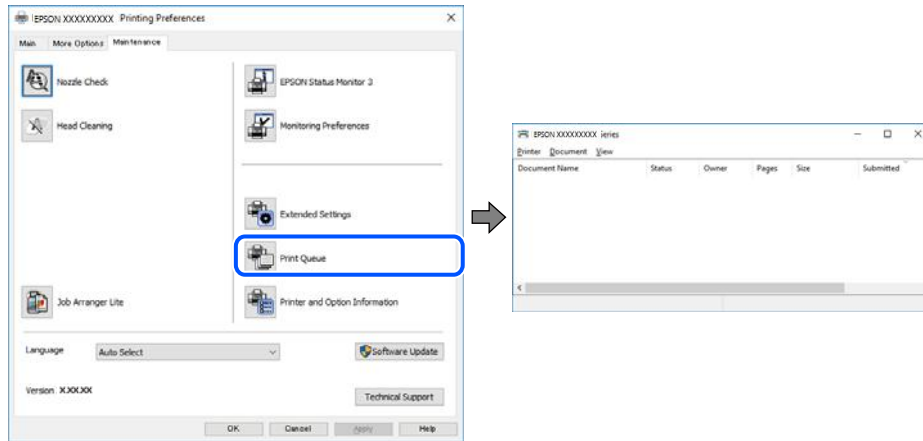 EPSON XXXXXXXXX Printing Preferences
Main More Options Maintenance
Nozzle Check
EPSON Status Monitor 3
Head Cleaning
Monitoring Preferences
Extended Settings
Print Queue
Job Arranger Lite
Printer and Option Information
Language Auto Select
Software Update
Version X.XX.XX
Technical Support
OK Cancel Apply Help
EPSON XXXXXXXXX ieries
Printer Document View
Document Name Status Owner Pages Size Submitted